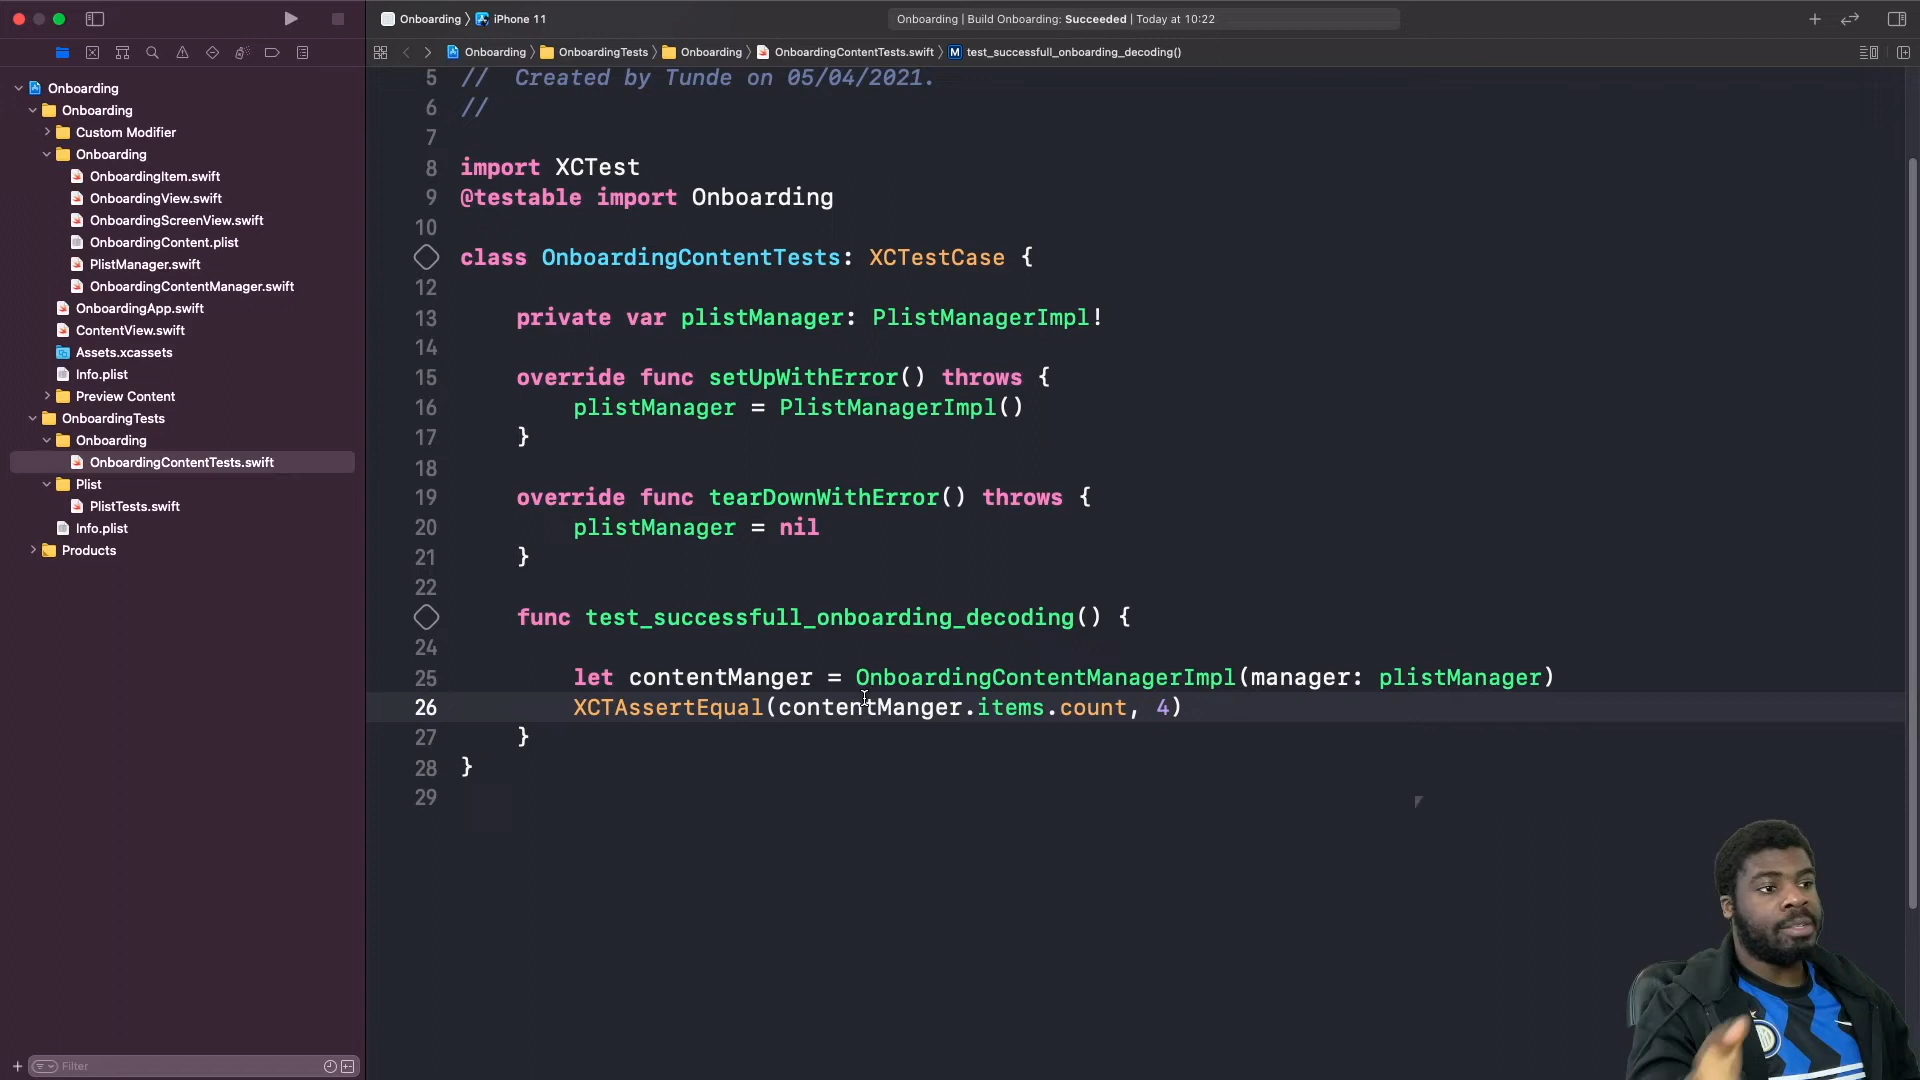 Onboarding 〉 iPhone 11
Onboarding | Build Onboarding: Succeeded | Today at 10:22
Onboarding 〉 OnboardingTests 〉 Onboarding 〉 OnboardingContentTests.swift 〉 M test_successfull_onboarding_decoding()
Onboarding
Onboarding
Custom Modifier
Onboarding
OnboardingItem.swift
OnboardingView.swift
OnboardingScreenView.swift
OnboardingContent.plist
PlistManager.swift
OnboardingContentManager.swift
OnboardingApp.swift
ContentView.swift
Assets.xcassets
Info.plist
Preview Content
OnboardingTests
Onboarding
OnboardingContentTests.swift
Plist
PlistTests.swift
Info.plist
Products
Filter
5 //  Created by Tunde on 05/04/2021.
6 //
7
8 import XCTest
9 @testable import Onboarding
10
class OnboardingContentTests: XCTestCase {
12
13 private var plistManager: PlistManagerImpl!
14
15 override func setUpWithError() throws {
16 plistManager = PlistManagerImpl()
17 }
18
19 override func tearDownWithError() throws {
20 plistManager = nil
21 }
22
func test_successfull_onboarding_decoding() {
24
25 let contentManger = OnboardingContentManagerImpl(manager: plistManager)
26 XCTAssertEqual(contentManger.items.count, 4)
27 }
28 }
29